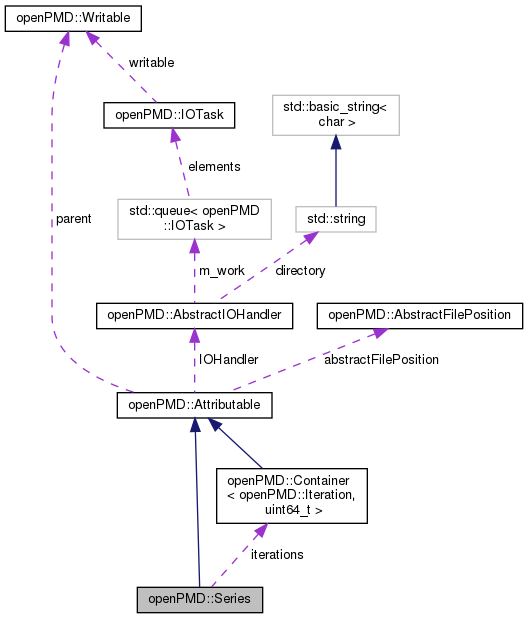 openPMD::Writable
writable
openPMD::IOTask
std::basic_string<
char >
elements
parent
std::queue< openPMD
::IOTask >
std::string
m_work
directory
openPMD::AbstractIOHandler
openPMD::AbstractFilePosition
IOHandler
abstractFilePosition
openPMD::Attributable
openPMD::Container
< openPMD::Iteration,
uint64_t >
iterations
openPMD::Series